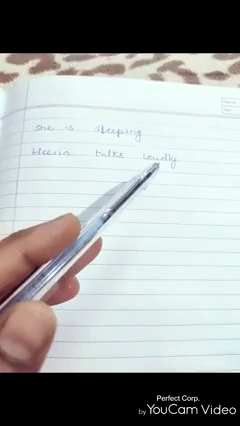 She is sleeping
Heena talks Loudly
Perfect Corp.
by YouCam Video